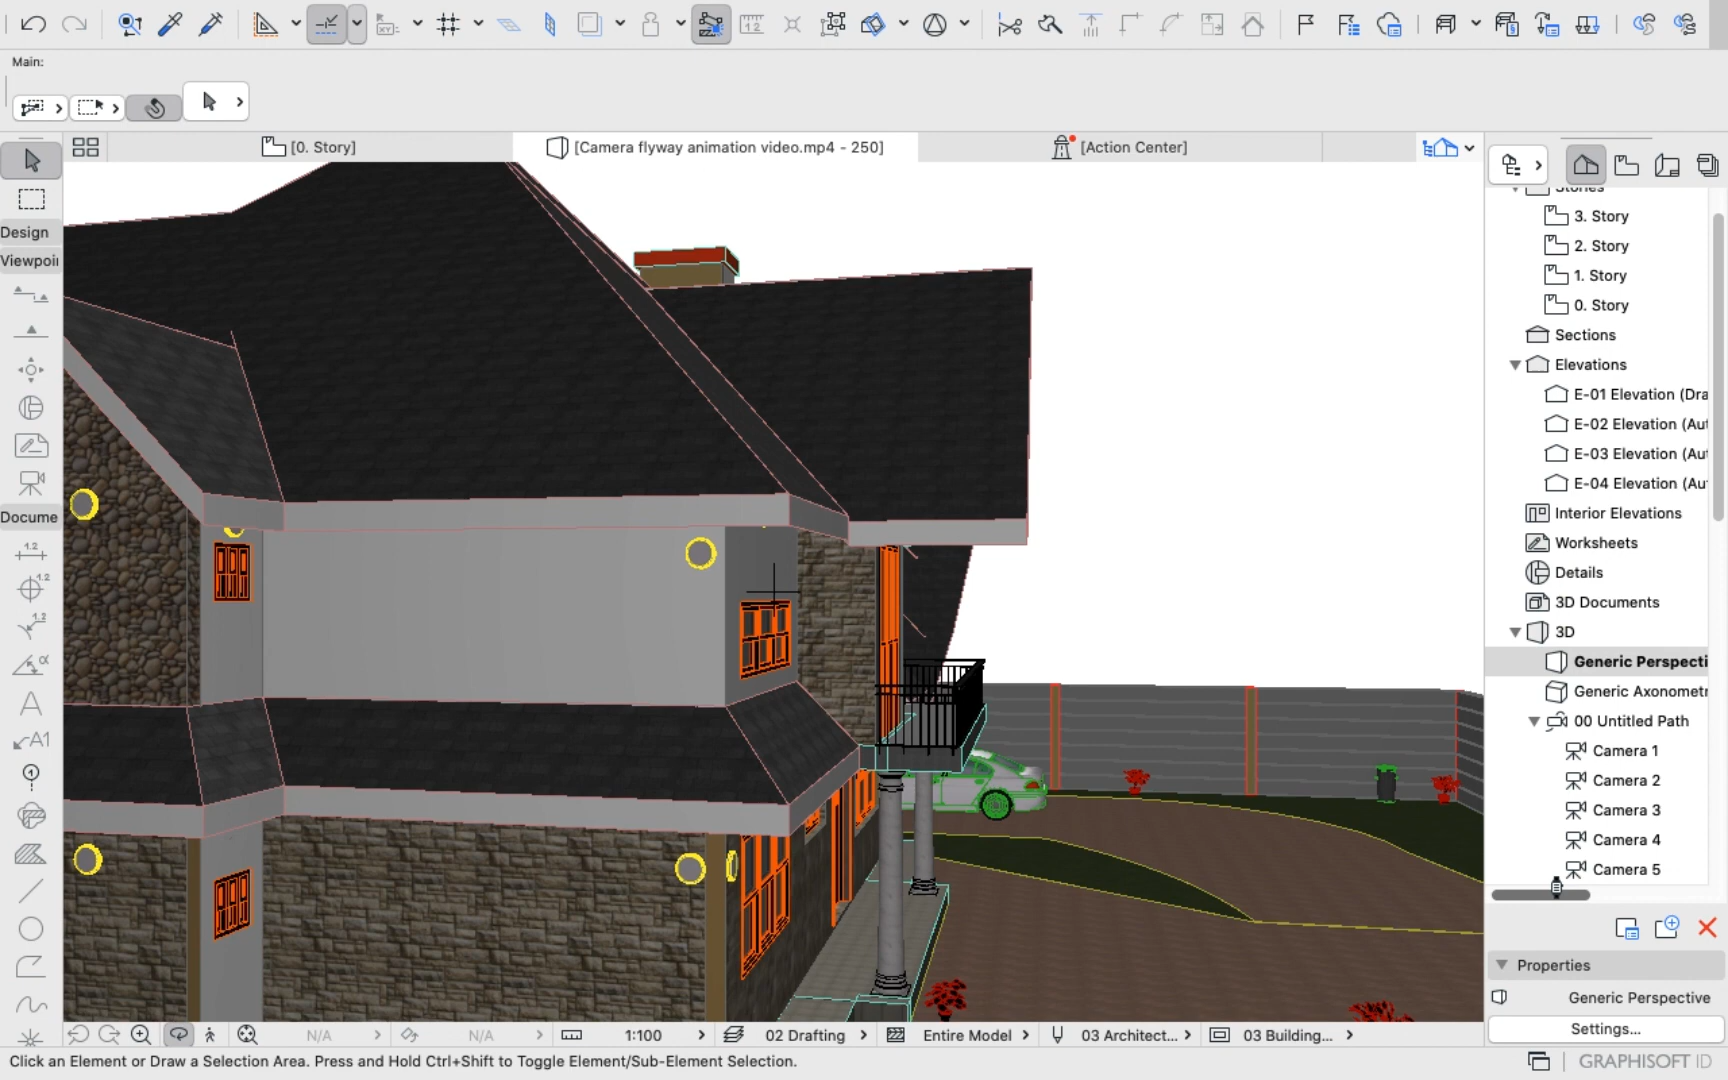 Main:
[0. Story]
[Camera flyway animation video.mp4 - 250]
[Action Center]
Design
Viewpoi
Docume
Stories
3. Story
2. Story
1. Story
0. Story
Sections
Elevations
E-01 Elevation (Dra
E-02 Elevation (Au
E-03 Elevation (Au
E-04 Elevation (Au
Interior Elevations
Worksheets
Details
3D Documents
3D
Generic Perspecti
Generic Axonomet
00 Untitled Path
Camera 1
Camera 2
Camera 3
Camera 4
Camera 5
Properties
Generic Perspective
Settings...
N/A
N/A
1:100
02 Drafting
Entire Model
03 Architect...
03 Building...
Click an Element or Draw a Selection Area. Press and Hold Ctrl+Shift to Toggle Element/Sub-Element Selection.
GRAPHISOFT ID